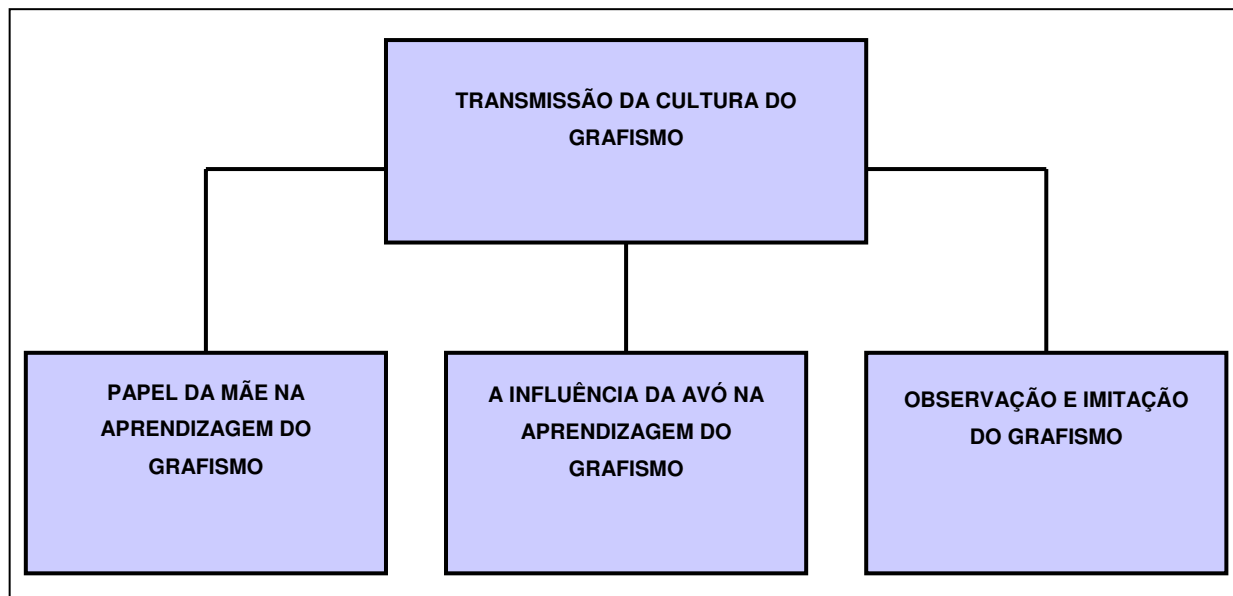 TRANSMISSÃO DA CULTURA DO
GRAFISMO
PAPEL DA MÃE NA
APRENDIZAGEM DO
GRAFISMO
A INFLUÊNCIA DA AVÓ NA
APRENDIZAGEM DO
GRAFISMO
OBSERVAÇÃO E IMITAÇÃO
DO GRAFISMO